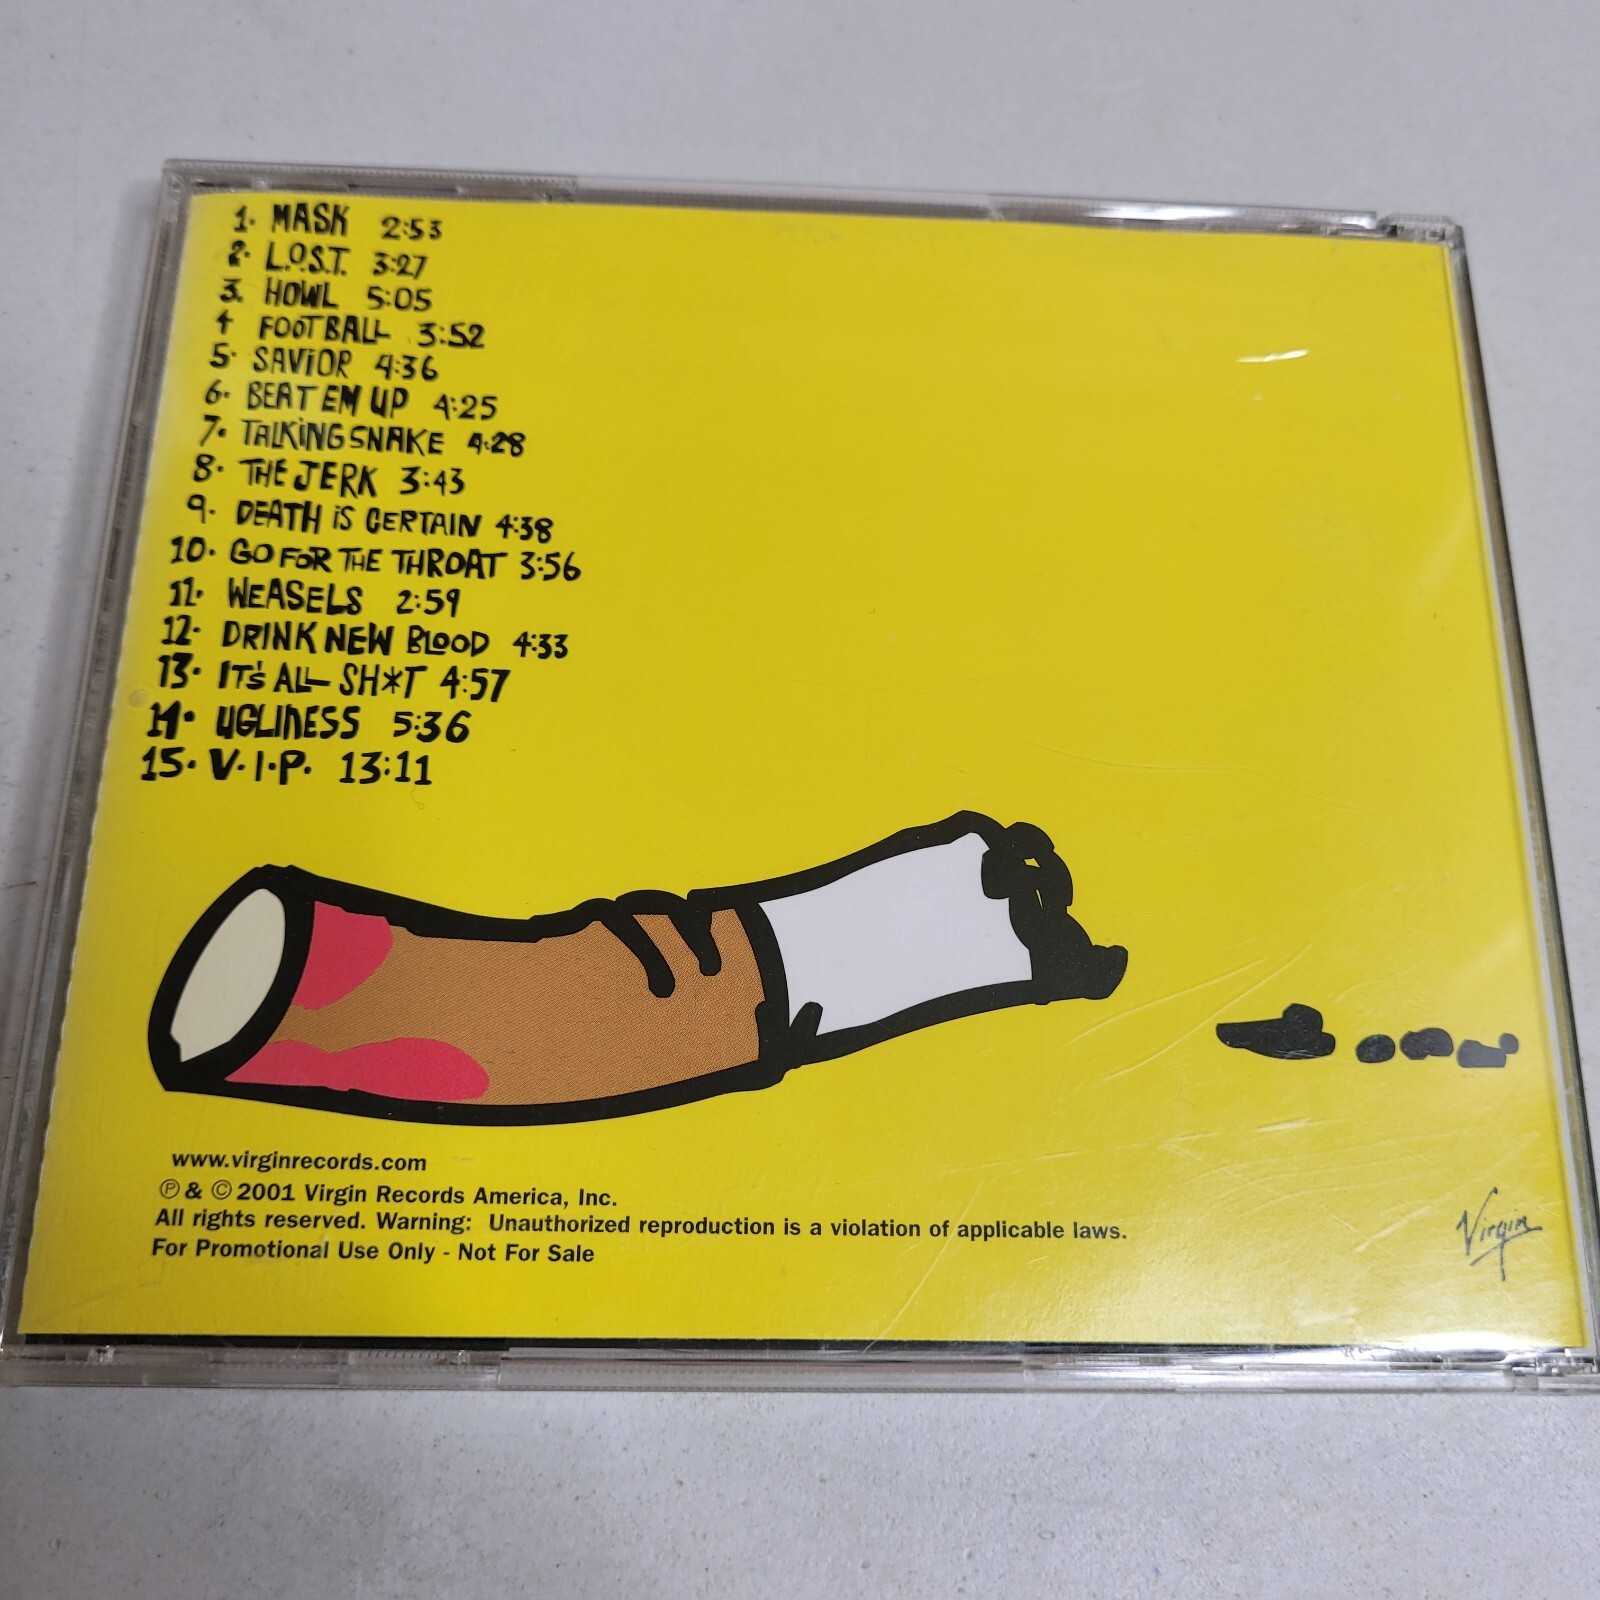 1. MASK 2:53
2. L.O.S.T. 3:27
3. HOWL 5:05
4 FOOTBALL 3:52
5. SAVIOR 4:36
6. BEAT EM UP 4:25
7. TALKING SNAKE 4:28
8. THE JERK 3:43
9. DEATH iS CERTAIN 4:38
10. GO FOR THE THROAT 3:56
11. WEASELS 2:59
12. DRINK NEW BLOOD 4:33
13. IT'S ALL SH*T 4:57
14. UGLINESS 5:36
15. V.I.P. 13:11
www.virginrecords.com
℗ & © 2001 Virgin Records America, Inc.
All rights reserved. Warning: Unauthorized reproduction is a violation of applicable laws.
For Promotional Use Only - Not For Sale
Virgin